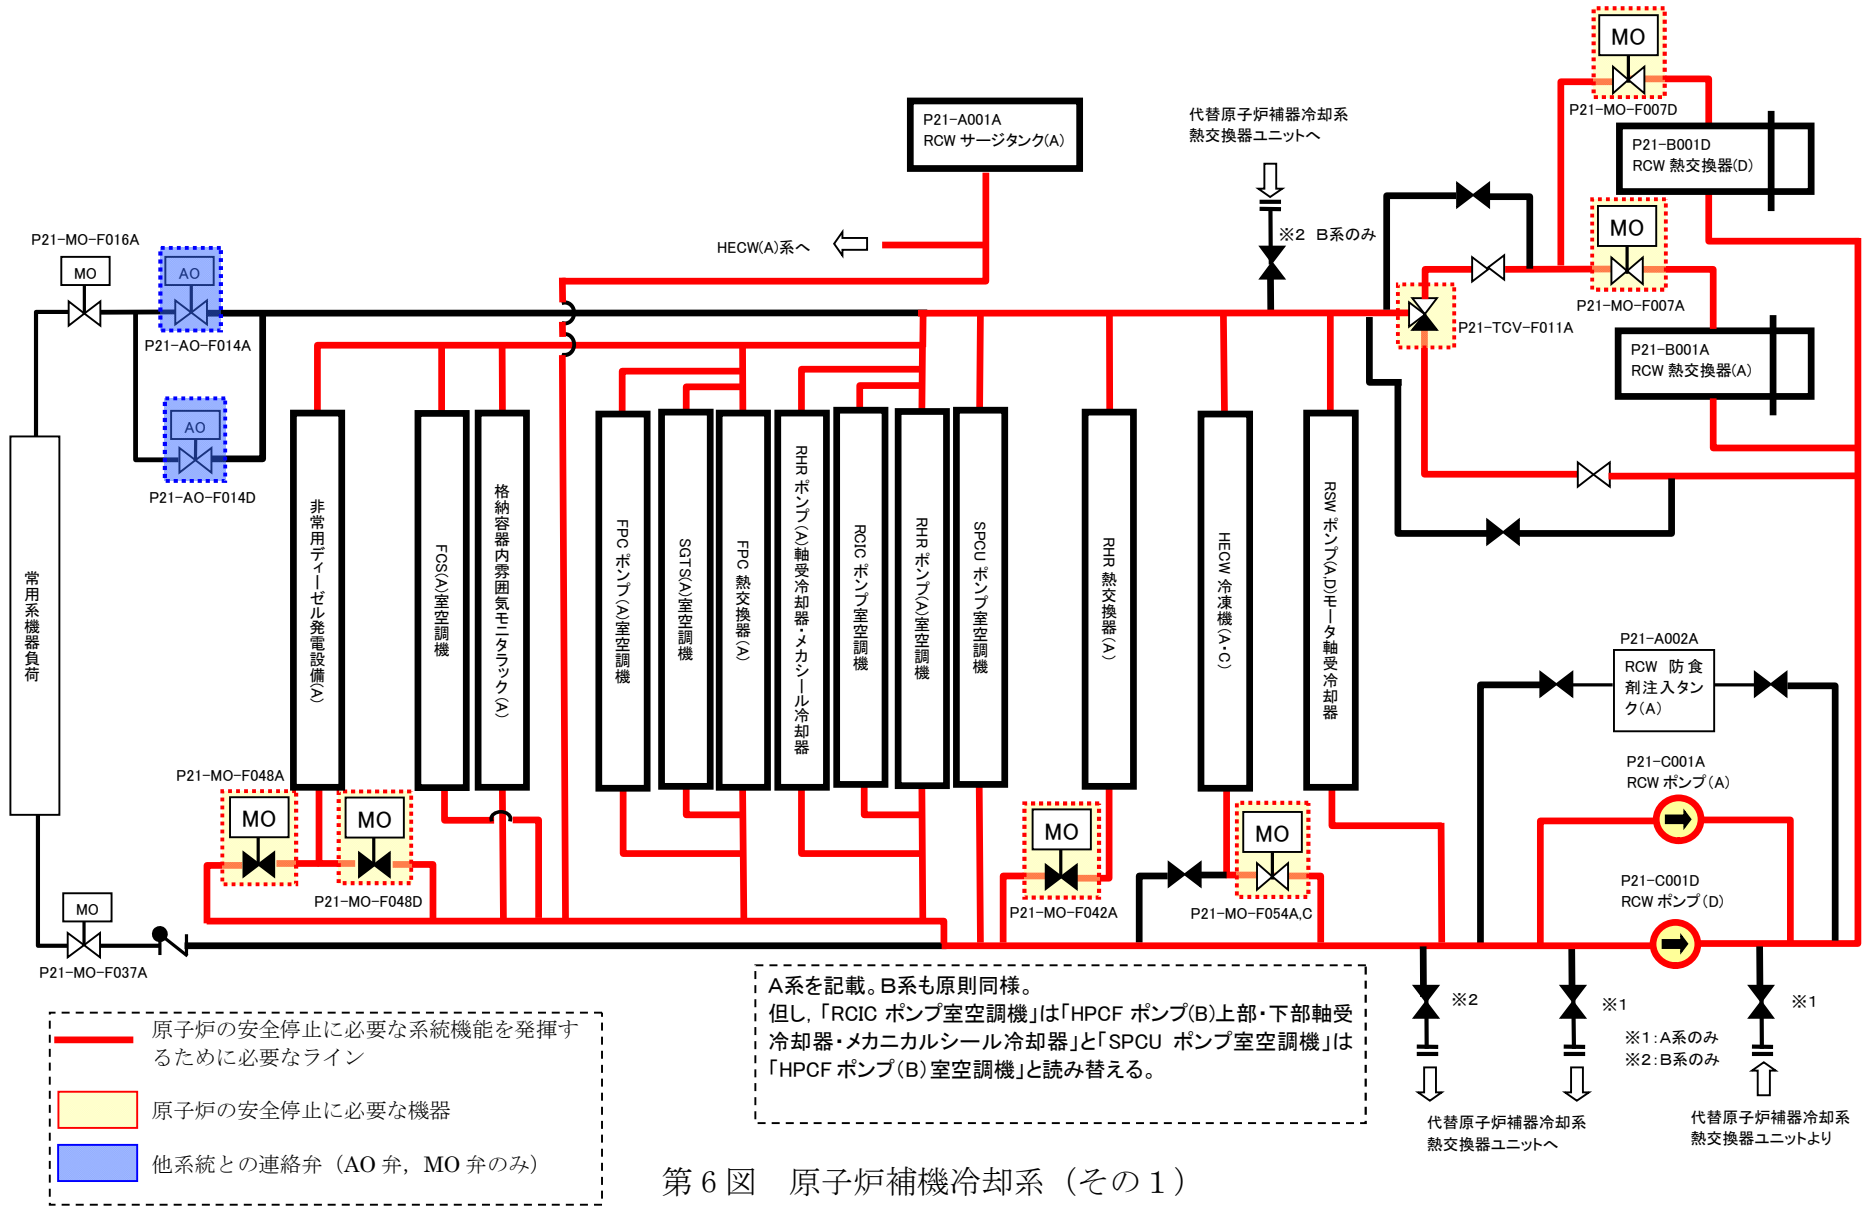 MO
P21-MO-F007D
P21-A001A
RCW サージタンク(A)
代替原子炉補器冷却系
熱交換器ユニットへ
P21-B001D
RCW 熱交換器(D)
MO
P21-MO-F007A
※2 B系のみ
HECW(A)系へ
P21-MO-F016A
MO
AO
P21-AO-F014A
P21-TCV-F011A
P21-B001A
RCW 熱交換器(A)
AO
P21-AO-F014D
常用系機器負荷
非常用ディーゼル発電設備(A)
FCS(A)室空調機
格納容器内雰囲気モニタラック(A)
FPC ポンプ(A)室空調機
SGTS(A)室空調機
FPC 熱交換器(A)
RHR ポンプ(A)軸受冷却器・メカシール冷却器
RCIC ポンプ室空調機
RHR ポンプ(A)室空調機
SPCU ポンプ室空調機
RHR 熱交換器(A)
HECW 冷凍機(A・C)
RSW ポンプ(A,D)モータ軸受冷却器
P21-A002A
RCW 防食
剤注入タン
ク(A)
P21-C001A
RCW ポンプ(A)
P21-C001D
RCW ポンプ(D)
P21-MO-F048A
MO
MO
P21-MO-F048D
MO
P21-MO-F042A
MO
P21-MO-F054A,C
MO
P21-MO-F037A
A系を記載。B系も原則同様。
但し,「RCIC ポンプ室空調機」は「HPCF ポンプ(B)上部・下部軸受
冷却器・メカニカルシール冷却器」と「SPCU ポンプ室空調機」は
「HPCF ポンプ(B)室空調機」と読み替える。
※2
※1
※1
※1:A系のみ
※2:B系のみ
代替原子炉補器冷却系
熱交換器ユニットへ
代替原子炉補器冷却系
熱交換器ユニットより
原子炉の安全停止に必要な系統機能を発揮す
るために必要なライン
原子炉の安全停止に必要な機器
他系統との連絡弁（AO 弁，MO 弁のみ）
第6図 原子炉補機冷却系（その1）